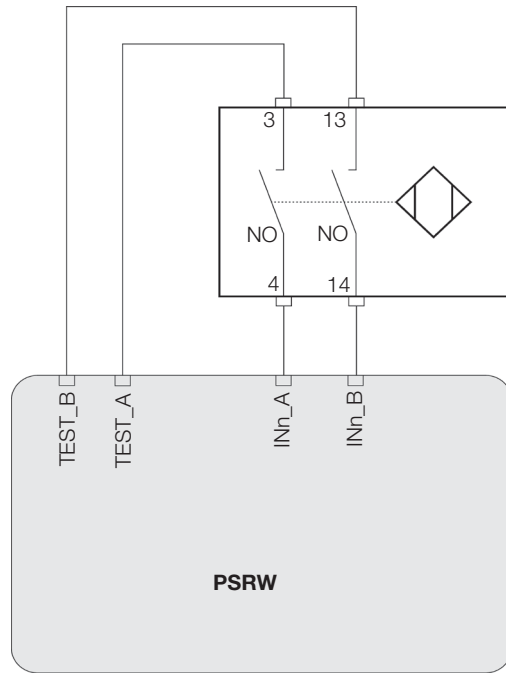 3 13
NO NO
4 14
TEST_B TEST_A INn_A INn_B
PSRW